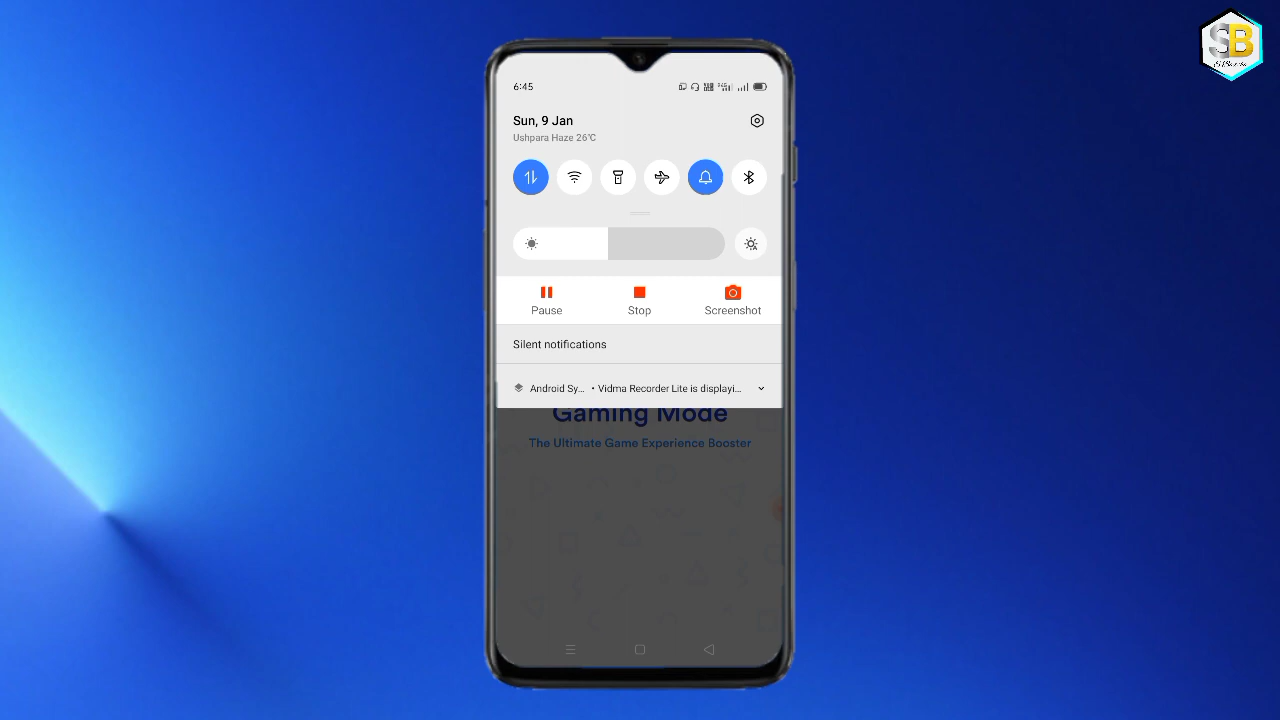 SB
6:45
Sun, 9 Jan
Ushpara Haze 26°C
Pause
Stop
Screenshot
Silent notifications
Android Sy... • Vidma Recorder Lite is displayi...
Gaming Mode
The Ultimate Game Experience Booster